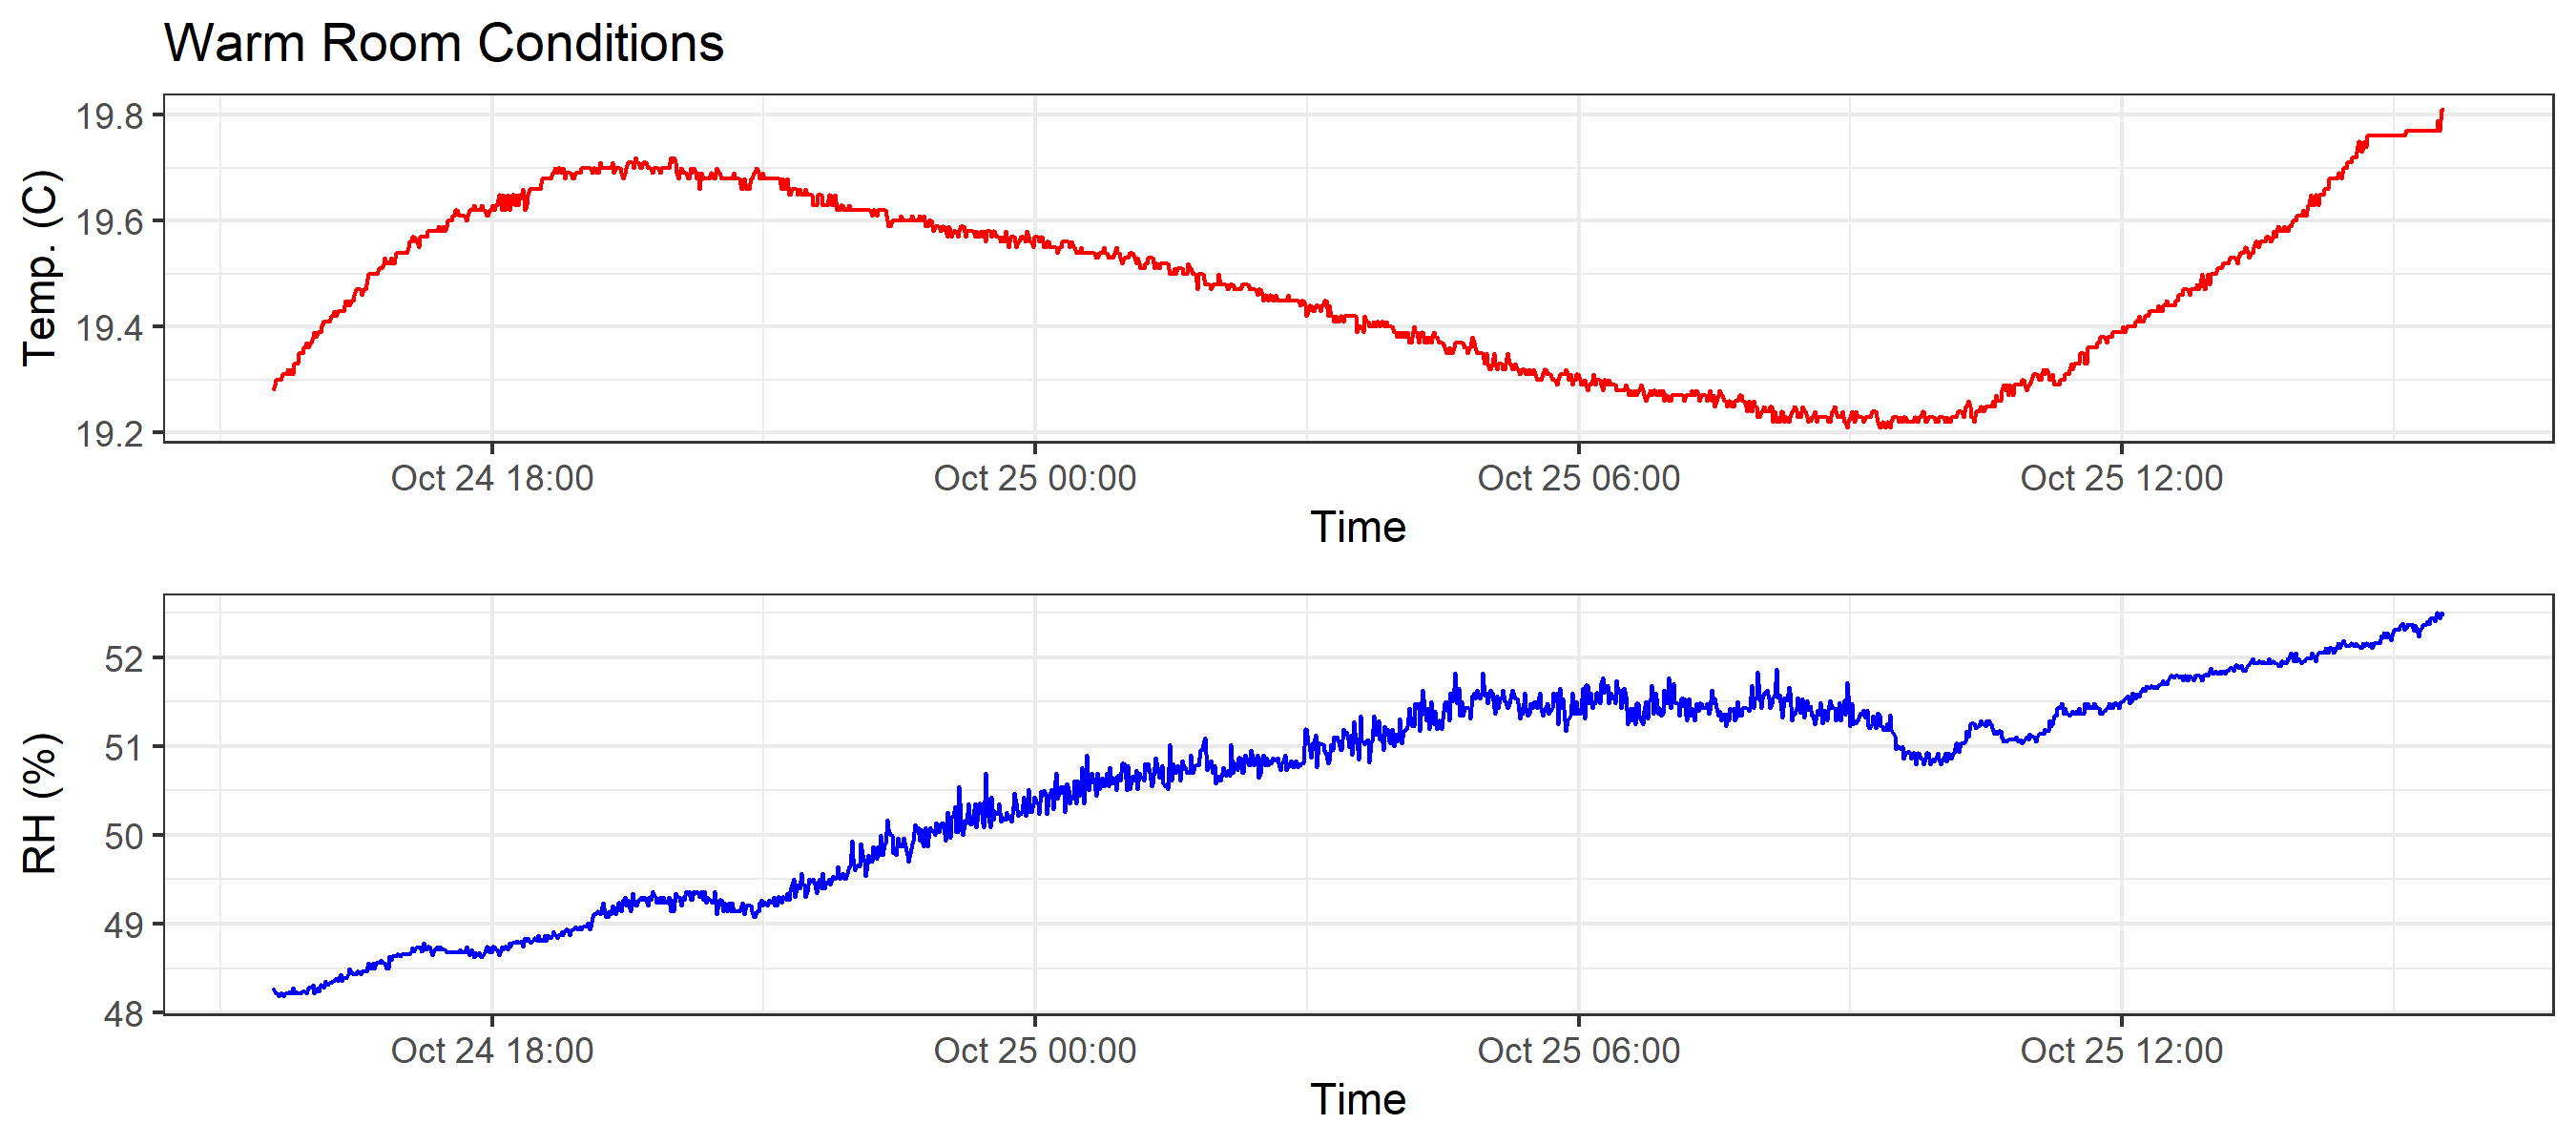 Warm Room Conditions
Temp. (C)
19.8
19.6
19.4
19.2
Oct 24 18:00 Oct 25 00:00 Oct 25 06:00 Oct 25 12:00
Time
RH (%)
52
51
50
49
48
Oct 24 18:00 Oct 25 00:00 Oct 25 06:00 Oct 25 12:00
Time